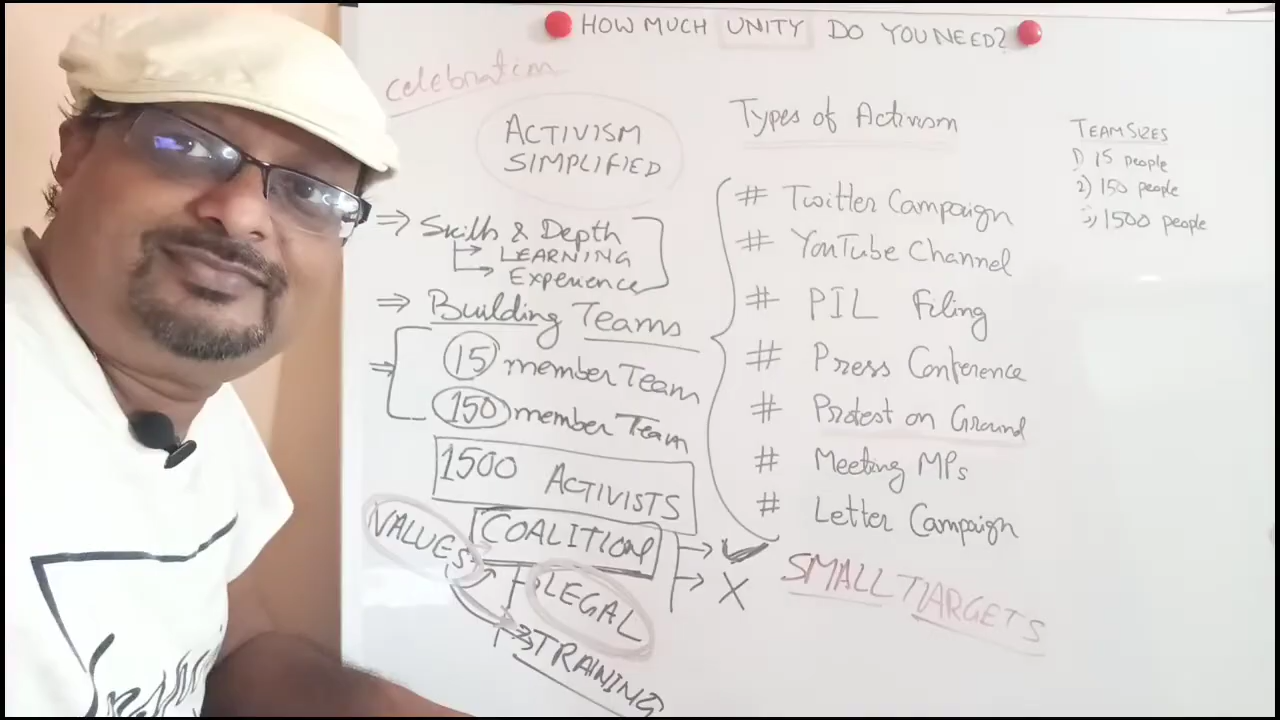 HOW MUCH UNITY DO YOU NEED?
celebration
ACTIVISM
SIMPLIFIED
⇒ Skills & Depth
→ LEARNING
→ Experience
⇒ Building Teams
⇒ 15 member Team
150 member Team
1500 ACTIVISTS
COALITION
VALUES
LEGAL
TRAINING
→ ✓
→ X
Types of Activism
# Twitter Campaign
# YouTube Channel
# PIL Filing
# Press Conference
# Protest on Ground
# Meeting MPs
# Letter Campaign
SMALL TARGETS
TEAM SIZES
1) 15 people
2) 150 people
3) 1500 people